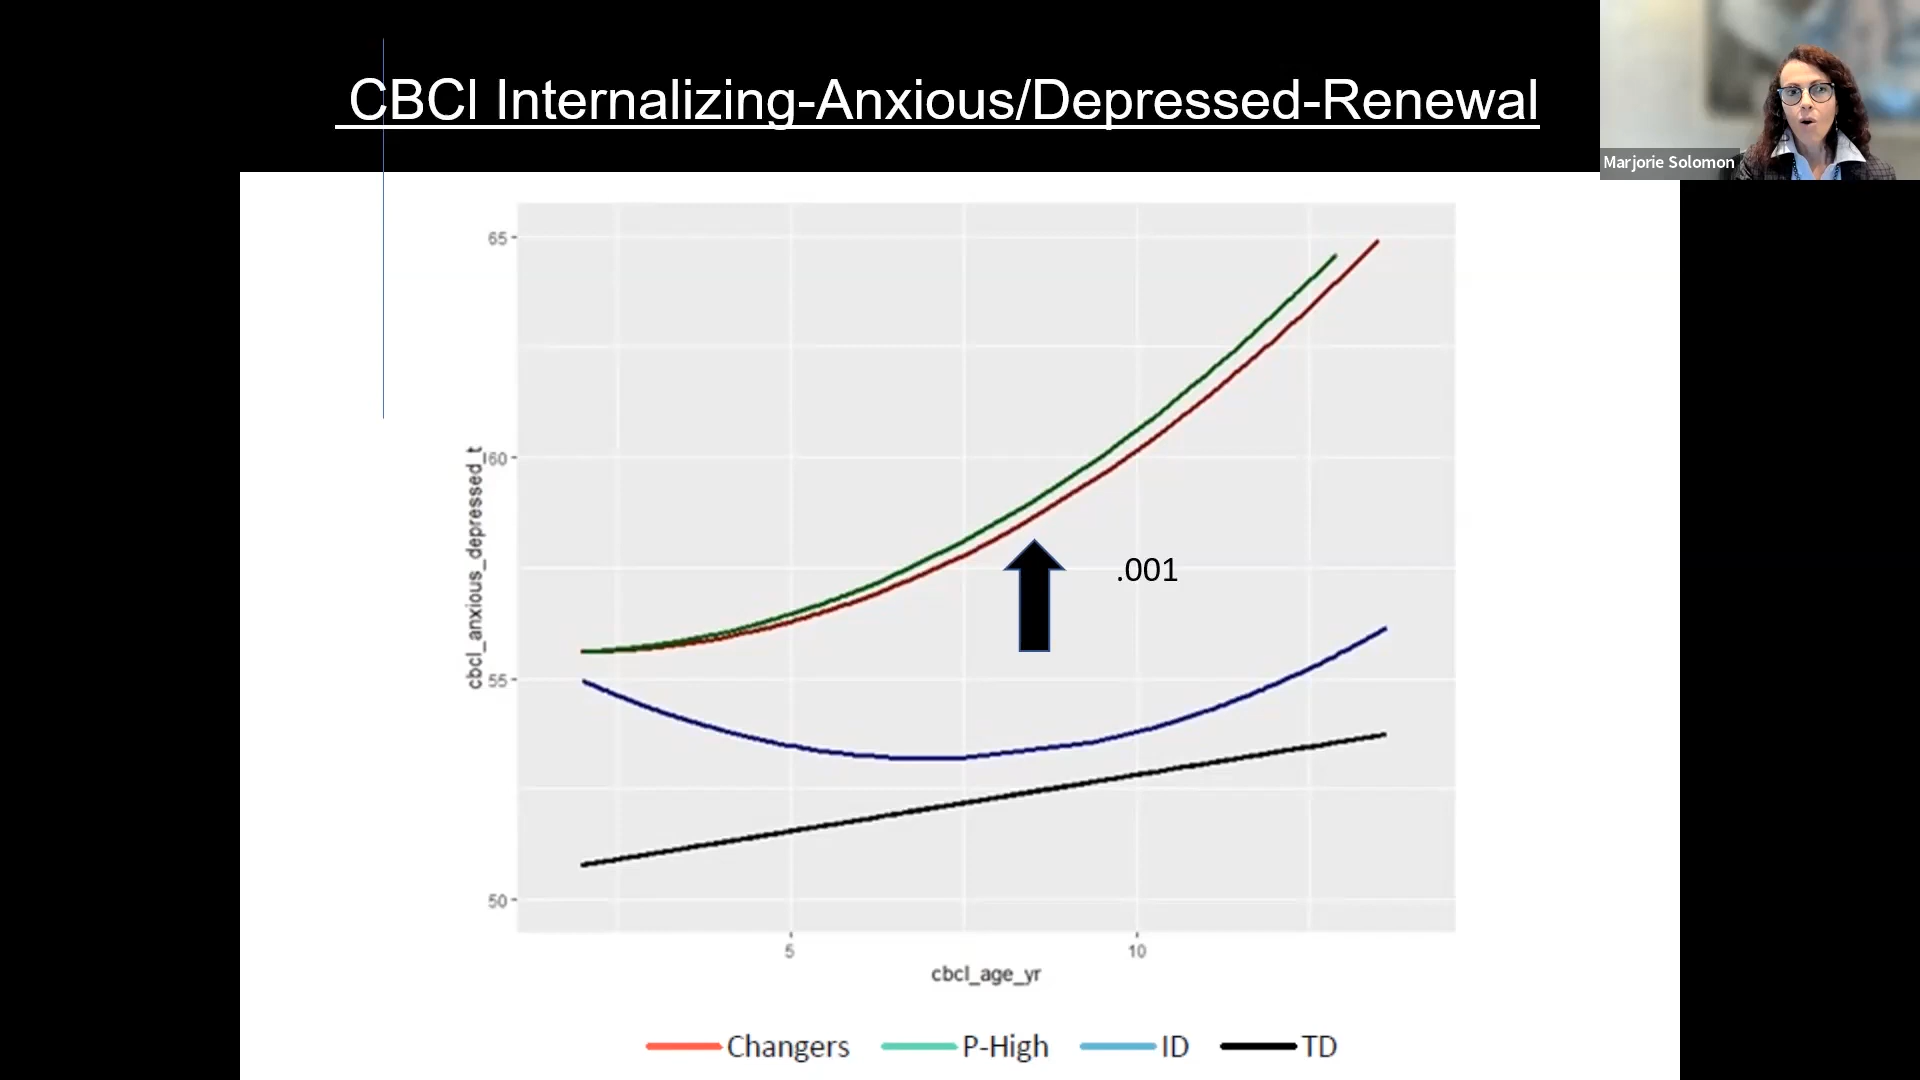 CBCl Internalizing-Anxious/Depressed-Renewal
Marjorie Solomon
65
60
55
50
cbcl_anxious_depressed_t
.001
5
10
cbcl_age_yr
Changers P-High ID TD